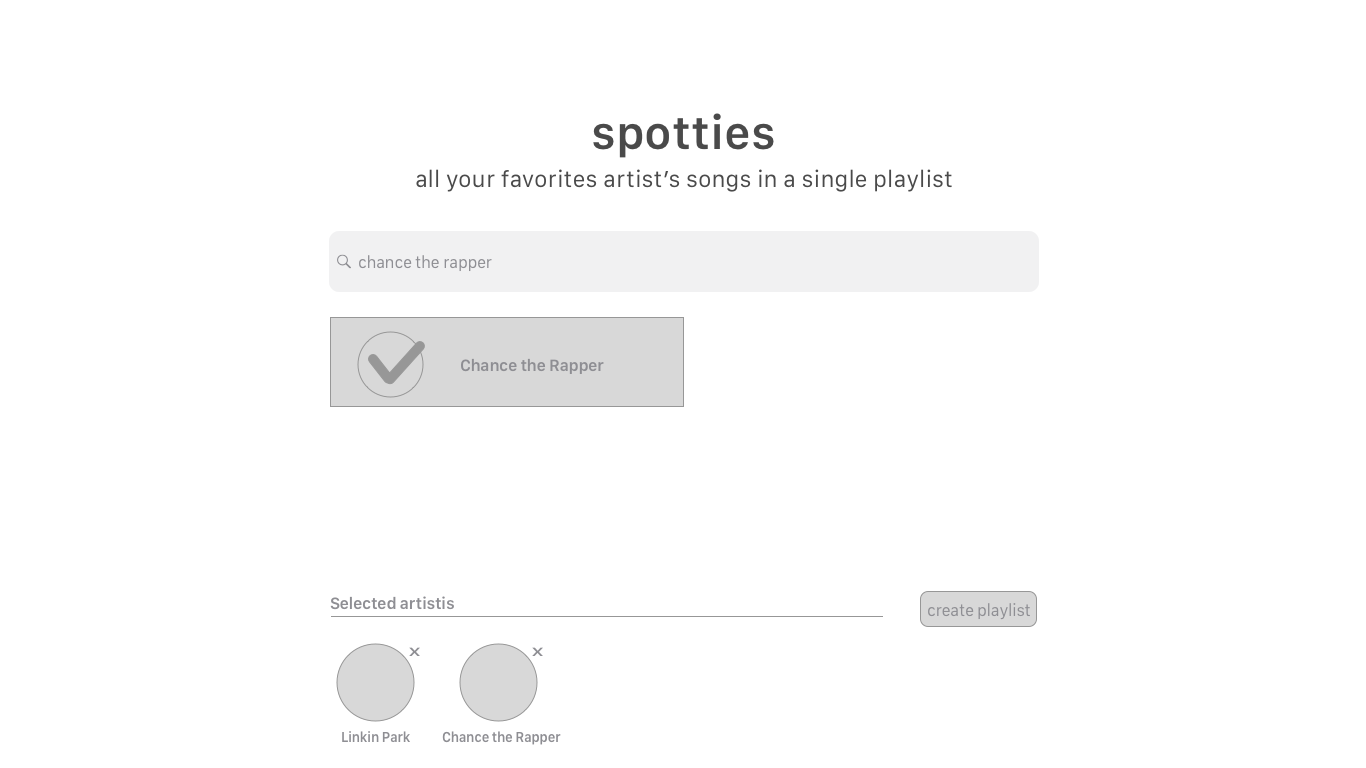 spotties
all your favorites artist’s songs in a single playlist
chance the rapper
Chance the Rapper
Selected artistis
create playlist
Linkin Park
Chance the Rapper